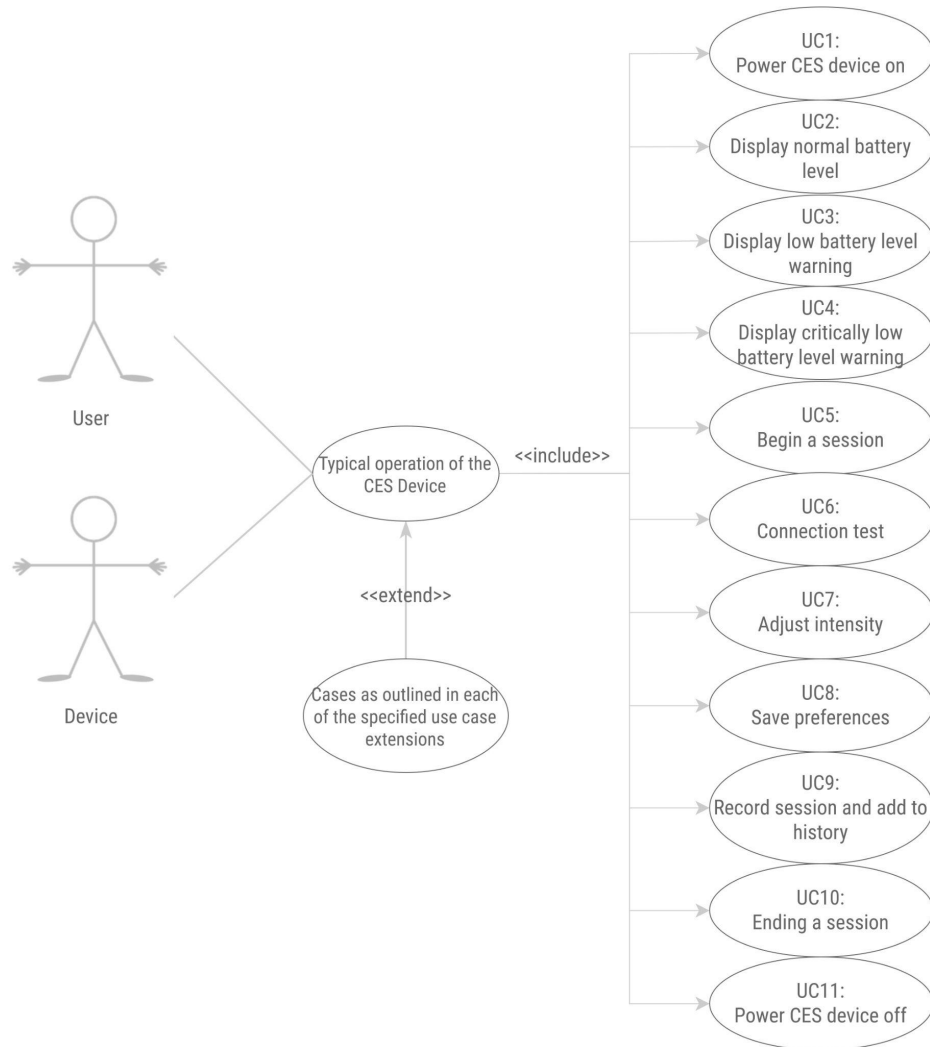 UC1:
Power CES device on
UC2:
Display normal battery
level
UC3:
Display low battery level
warning
UC4:
Display critically low
battery level warning
User
UC5:
Begin a session
Typical operation of the
CES Device
<<include>>
UC6:
Connection test
<<extend>>
UC7:
Adjust intensity
Device
Cases as outlined in each
of the specified use case
extensions
UC8:
Save preferences
UC9:
Record session and add to
history
UC10:
Ending a session
UC11:
Power CES device off